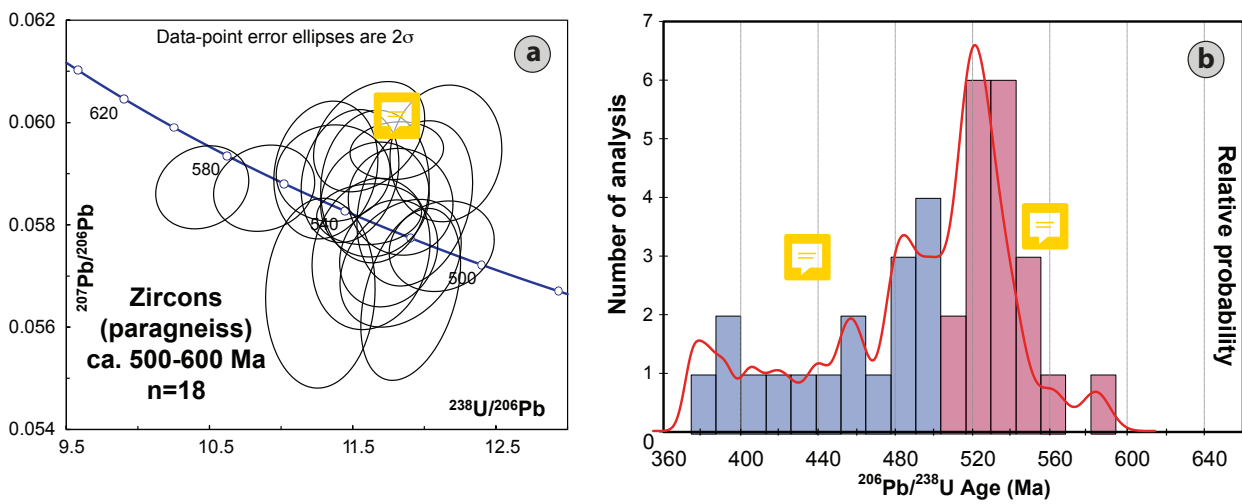 Data-point error ellipses are 2σ
a
0.062
0.060
0.058
0.056
0.054
207Pb/206Pb
620
580
540
500
Zircons
(paragneiss)
ca. 500-600 Ma
n=18
238U/206Pb
9.5
10.5
11.5
12.5
b
7
6
5
4
3
2
1
0
Number of analysis
Relative probability
360
400
440
480
520
560
600
640
206Pb/238U Age (Ma)